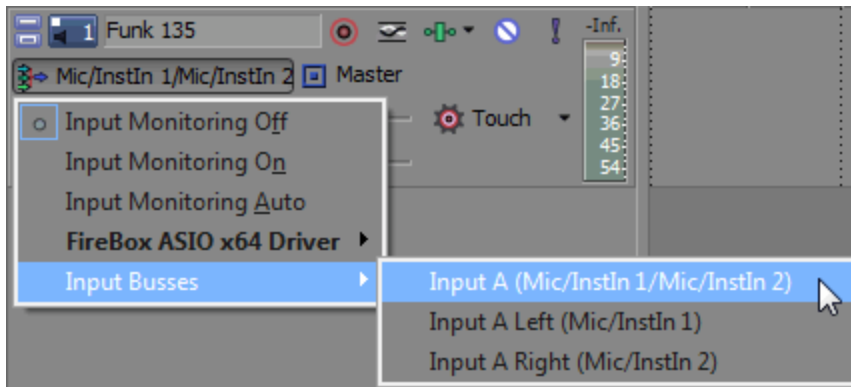 1 Funk 135
-Inf.
Mic/InstIn 1/Mic/InstIn 2 Master
9
18
27
36
45
54
Touch
Input Monitoring Off
Input Monitoring On
Input Monitoring Auto
FireBox ASIO x64 Driver
Input Busses
Input A (Mic/InstIn 1/Mic/InstIn 2)
Input A Left (Mic/InstIn 1)
Input A Right (Mic/InstIn 2)